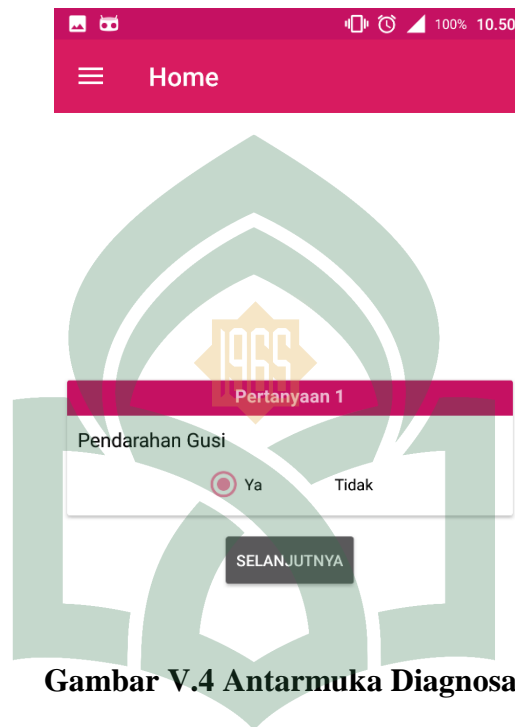 100% 10.50
Home
1965
Pertanyaan 1
Pendarahan Gusi
Ya Tidak
SELANJUTNYA
Gambar V.4 Antarmuka Diagnosa